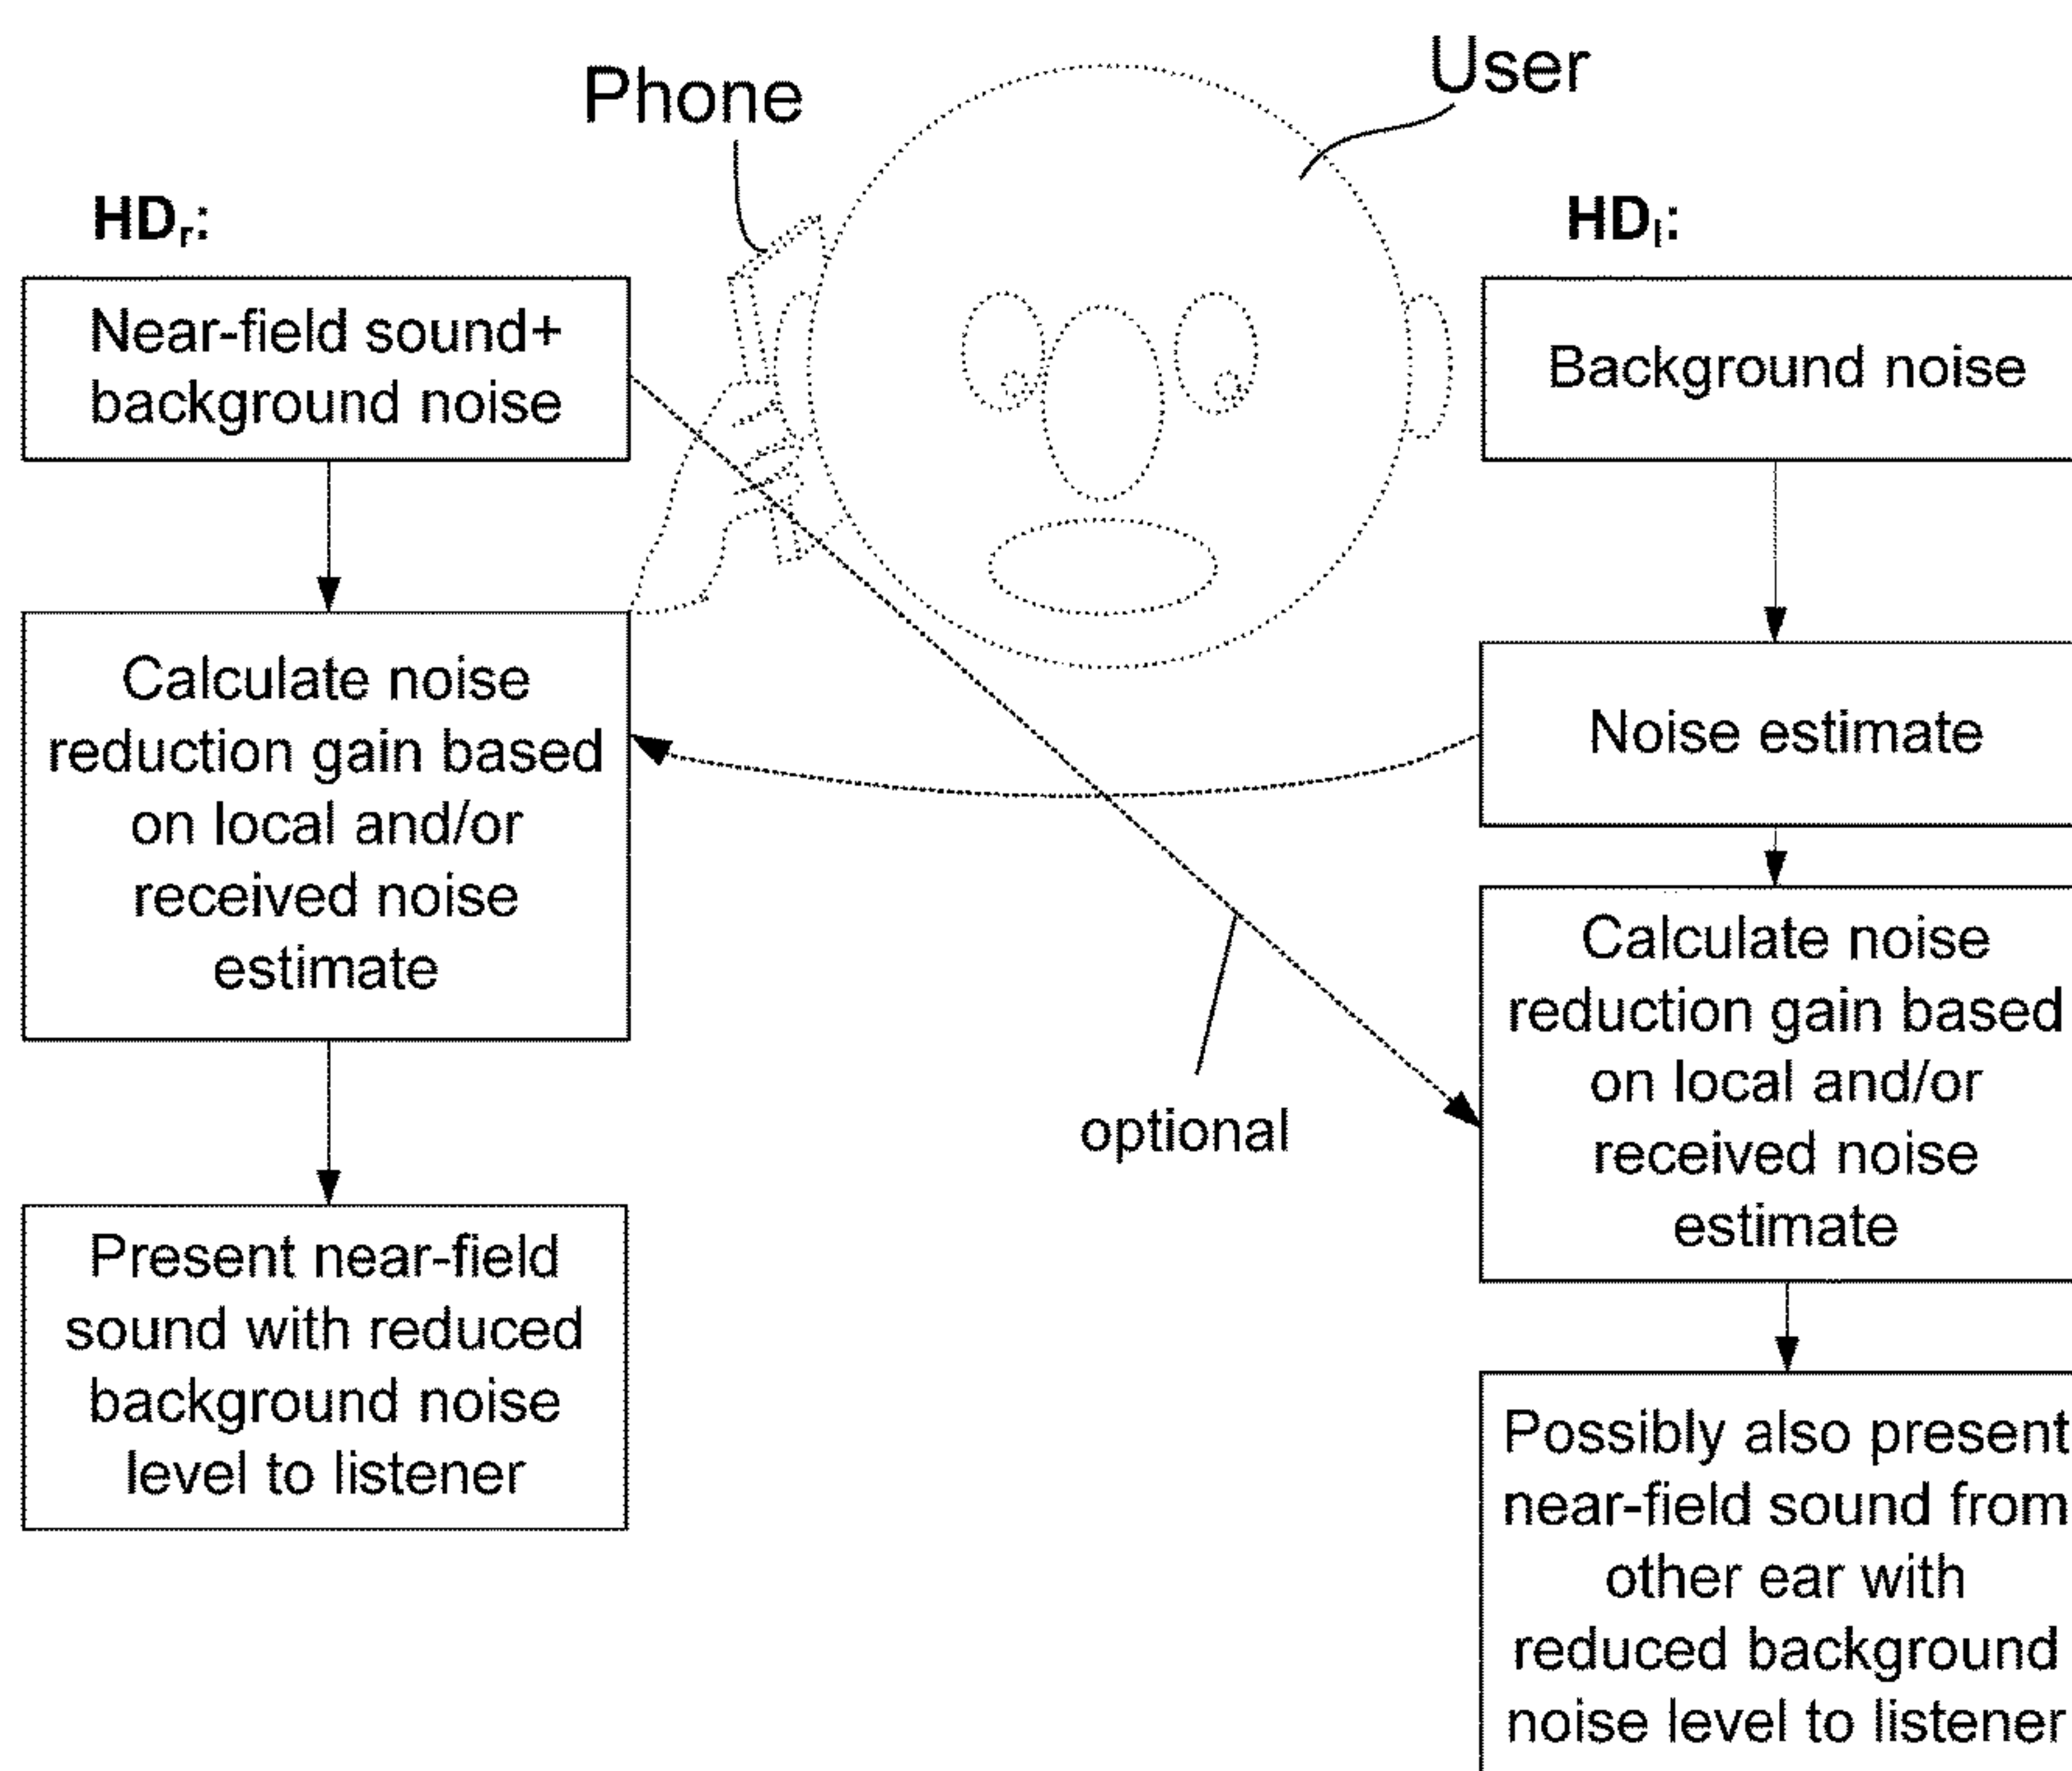 Phone
User
HDr:
Near-field sound+
background noise
Calculate noise
reduction gain based
on local and/or
received noise
estimate
Present near-field
sound with reduced
background noise
level to listener
optional
HDl:
Background noise
Noise estimate
Calculate noise
reduction gain based
on local and/or
received noise
estimate
Possibly also present
near-field sound from
other ear with
reduced background
noise level to listener